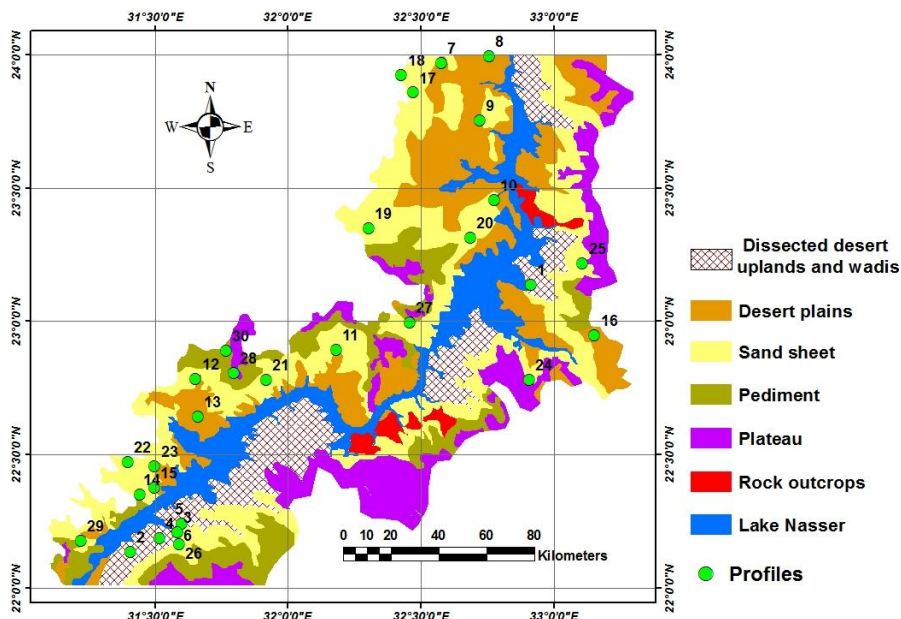 31°30'0"E 32°0'0"E 32°30'0"E 33°0'0"E
24°0'0"N
23°30'0"N
23°0'0"N
22°30'0"N
22°0'0"N
24°0'0"N
23°30'0"N
23°0'0"N
22°30'0"N
22°0'0"N
N
W E
S
8
7
18
17
9
10
19
20
25
1
27
16
30
11
12
28
21
24
13
22
23
15
14
5
3
4
6
29
2
26
0 10 20 40 60 80
Kilometers
31°30'0"E 32°0'0"E 32°30'0"E 33°0'0"E
Dissected desert
uplands and wadis
Desert plains
Sand sheet
Pediment
Plateau
Rock outcrops
Lake Nasser
Profiles